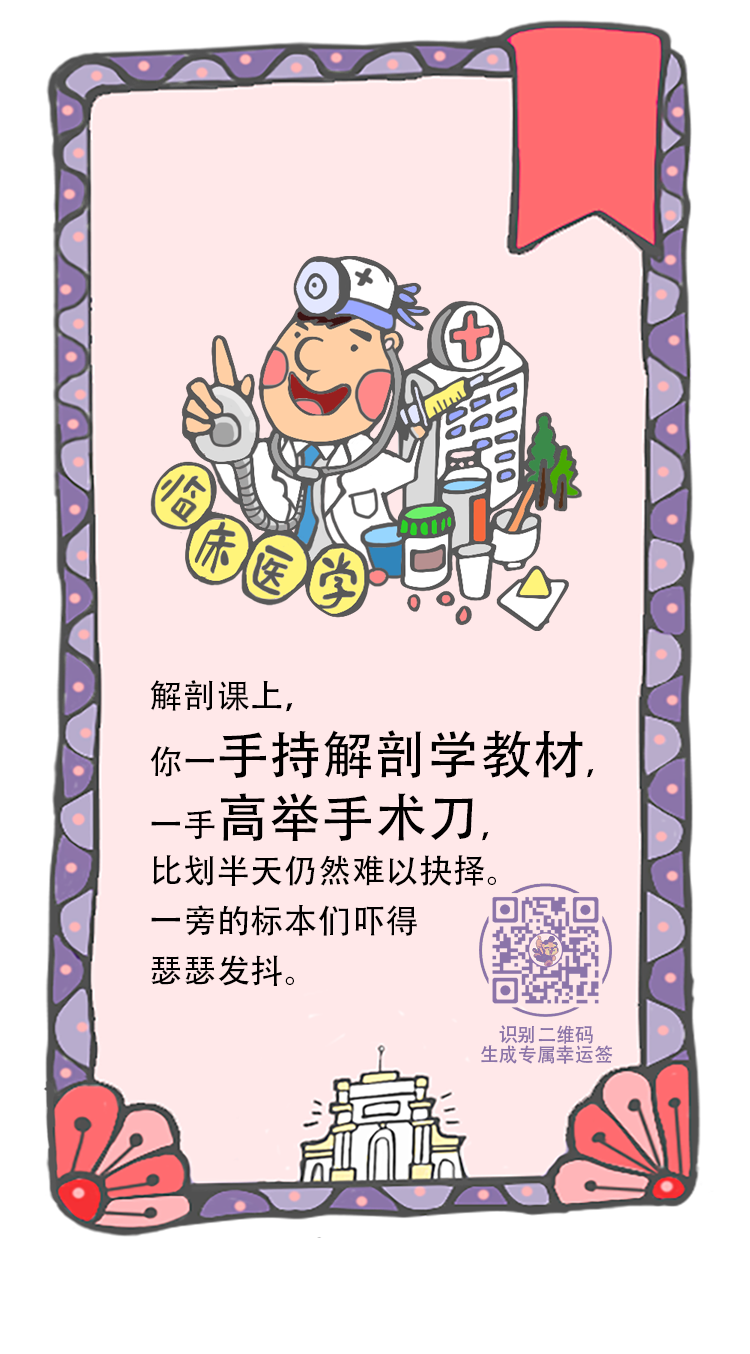 临床医学
解剖课上,
你一手持解剖学教材,
一手高举手术刀,
比划半天仍然难以抉择。
一旁的标本们吓得
瑟瑟发抖。
识别二维码
生成专属幸运签